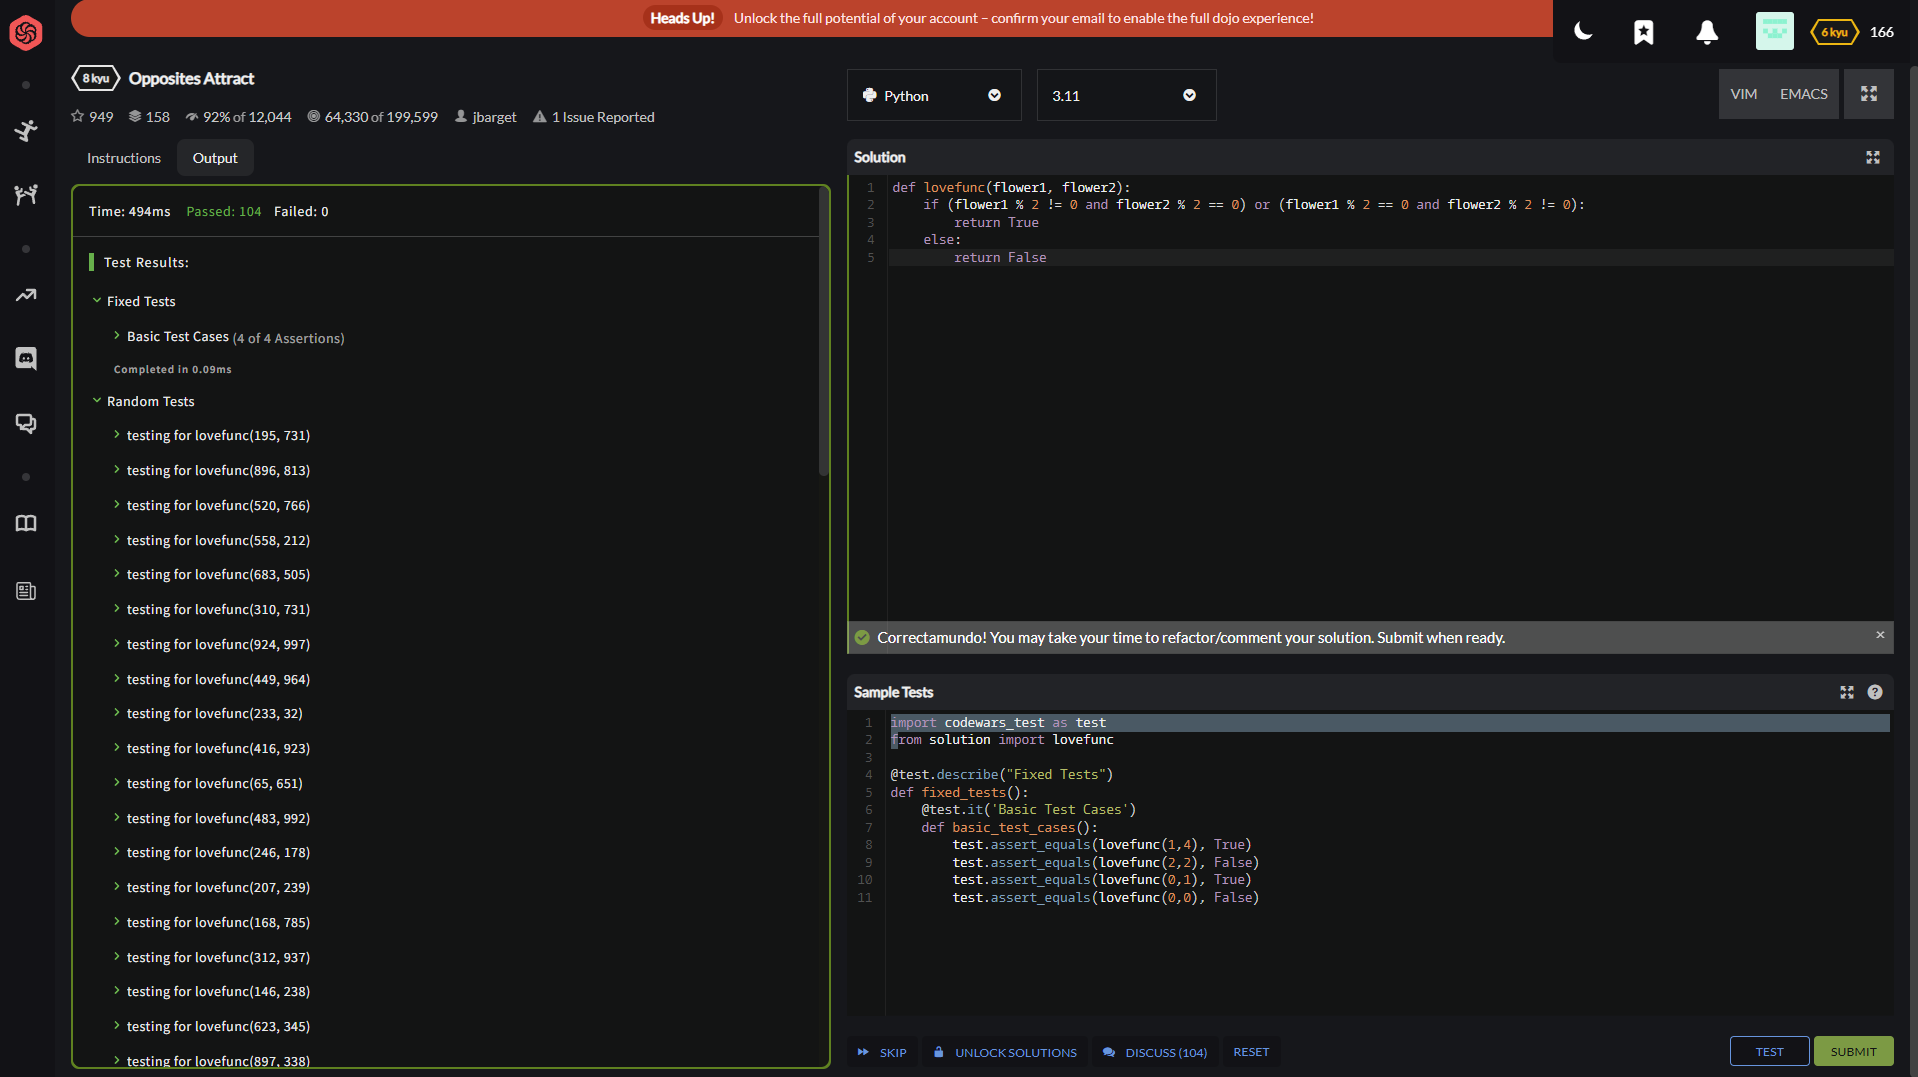 Heads Up! Unlock the full potential of your account – confirm your email to enable the full dojo experience!
6 kyu 166
8 kyu Opposites Attract
949 158 92% of 12,044 64,330 of 199,599 jbarget 1 Issue Reported
Instructions Output
Time: 494ms Passed: 104 Failed: 0
Test Results:
Fixed Tests
Basic Test Cases (4 of 4 Assertions)
Completed in 0.09ms
Random Tests
testing for lovefunc(195, 731)
testing for lovefunc(896, 813)
testing for lovefunc(520, 766)
testing for lovefunc(558, 212)
testing for lovefunc(683, 505)
testing for lovefunc(310, 731)
testing for lovefunc(924, 997)
testing for lovefunc(449, 964)
testing for lovefunc(233, 32)
testing for lovefunc(416, 923)
testing for lovefunc(65, 651)
testing for lovefunc(483, 992)
testing for lovefunc(246, 178)
testing for lovefunc(207, 239)
testing for lovefunc(168, 785)
testing for lovefunc(312, 937)
testing for lovefunc(146, 238)
testing for lovefunc(623, 345)
testing for lovefunc(897, 338)
Python 3.11 VIM EMACS
Solution
1 def lovefunc(flower1, flower2):
2 if (flower1 % 2 != 0 and flower2 % 2 == 0) or (flower1 % 2 == 0 and flower2 % 2 != 0):
3 return True
4 else:
5 return False
Correctamundo! You may take your time to refactor/comment your solution. Submit when ready. ×
Sample Tests ?
1 import codewars_test as test
2 from solution import lovefunc
3
4 @test.describe("Fixed Tests")
5 def fixed_tests():
6 @test.it('Basic Test Cases')
7 def basic_test_cases():
8 test.assert_equals(lovefunc(1,4), True)
9 test.assert_equals(lovefunc(2,2), False)
10 test.assert_equals(lovefunc(0,1), True)
11 test.assert_equals(lovefunc(0,0), False)
SKIP UNLOCK SOLUTIONS DISCUSS (104) RESET TEST SUBMIT